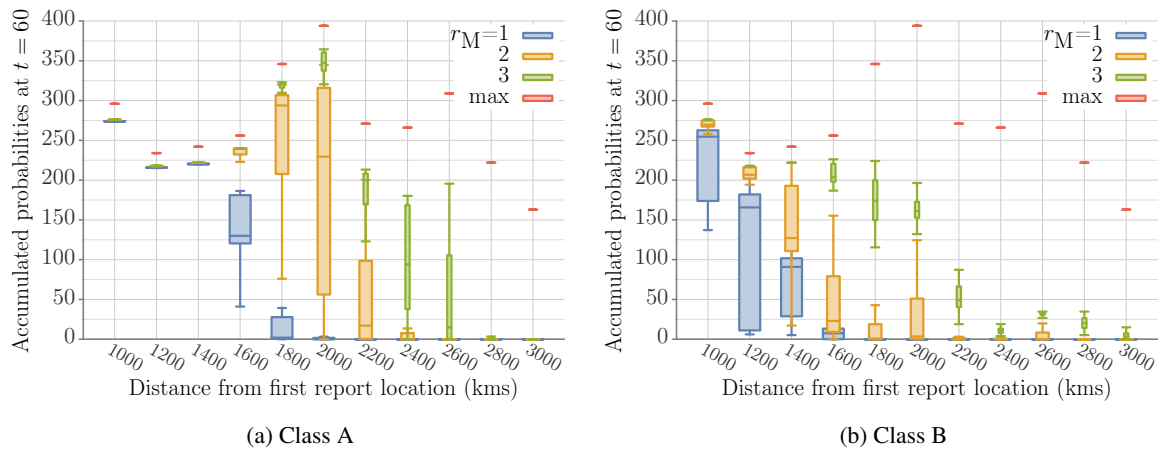 Accumulated probabilities at t = 60
400
350
300
250
200
150
100
50
0
r_M=1
2
3
max
1000 1200 1400 1600 1800 2000 2200 2400 2600 2800 3000
Distance from first report location (kms)
(a) Class A
Accumulated probabilities at t = 60
400
350
300
250
200
150
100
50
0
r_M=1
2
3
max
1000 1200 1400 1600 1800 2000 2200 2400 2600 2800 3000
Distance from first report location (kms)
(b) Class B